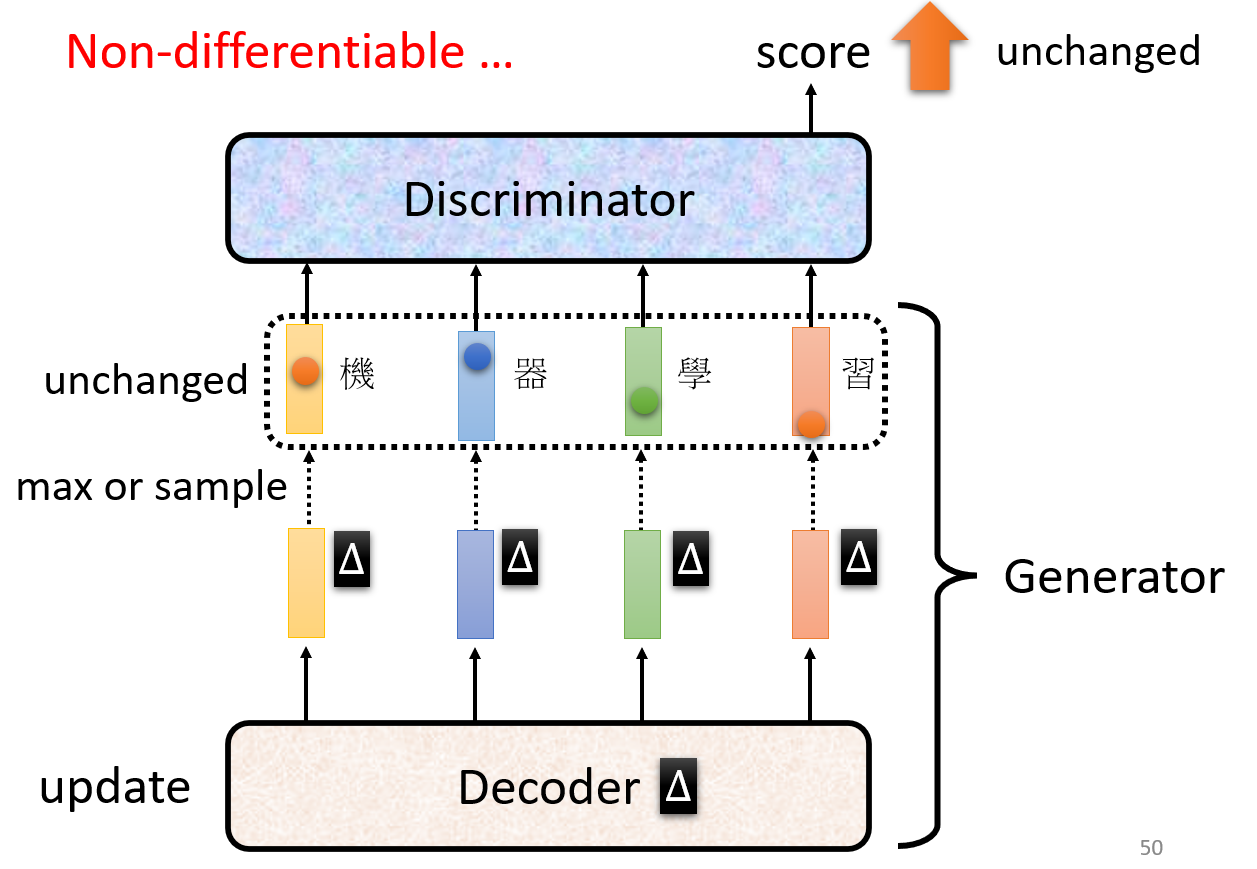 Non-differentiable ...
score
unchanged
Discriminator
unchanged
機 器 學 習
max or sample
Δ Δ Δ Δ
Generator
update
Decoder Δ
50